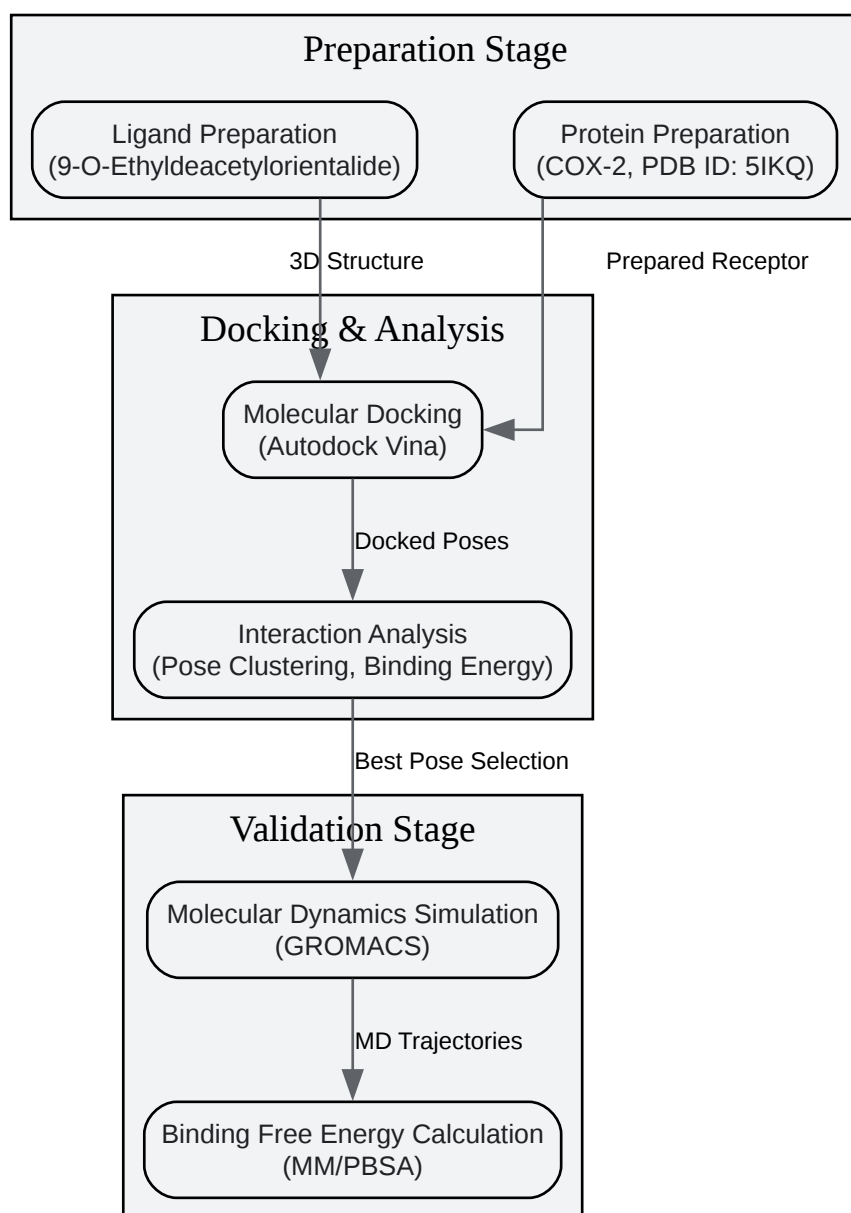 Preparation Stage
Ligand Preparation
(9-O-Ethyldeacetylorientalide)
Protein Preparation
(COX-2, PDB ID: 5IKQ)
3D Structure
Prepared Receptor
Docking & Analysis
Molecular Docking
(Autodock Vina)
Docked Poses
Interaction Analysis
(Pose Clustering, Binding Energy)
Best Pose Selection
Validation Stage
Molecular Dynamics Simulation
(GROMACS)
MD Trajectories
Binding Free Energy Calculation
(MM/PBSA)